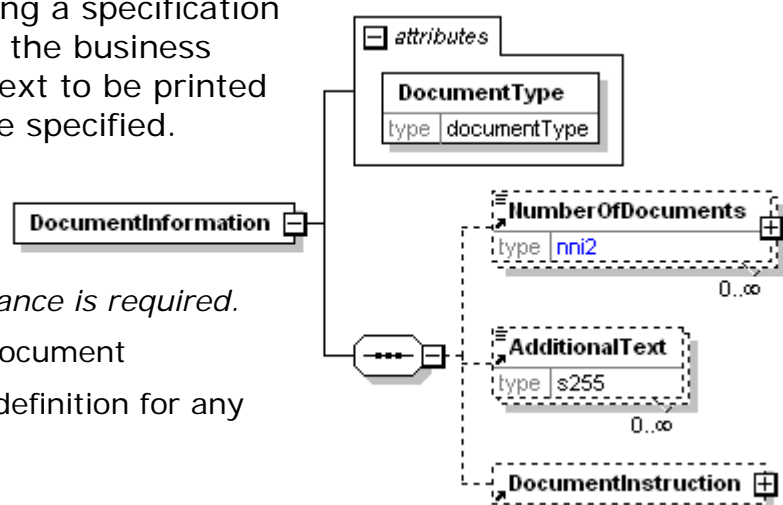 ng a specification
the business
ext to be printed
e specified.
attributes
DocumentType
type documentType
DocumentInformation
NumberOfDocuments
type nni2
0..∞
ance is required.
ocument
definition for any
AdditionalText
type s255
0..∞
DocumentInstruction